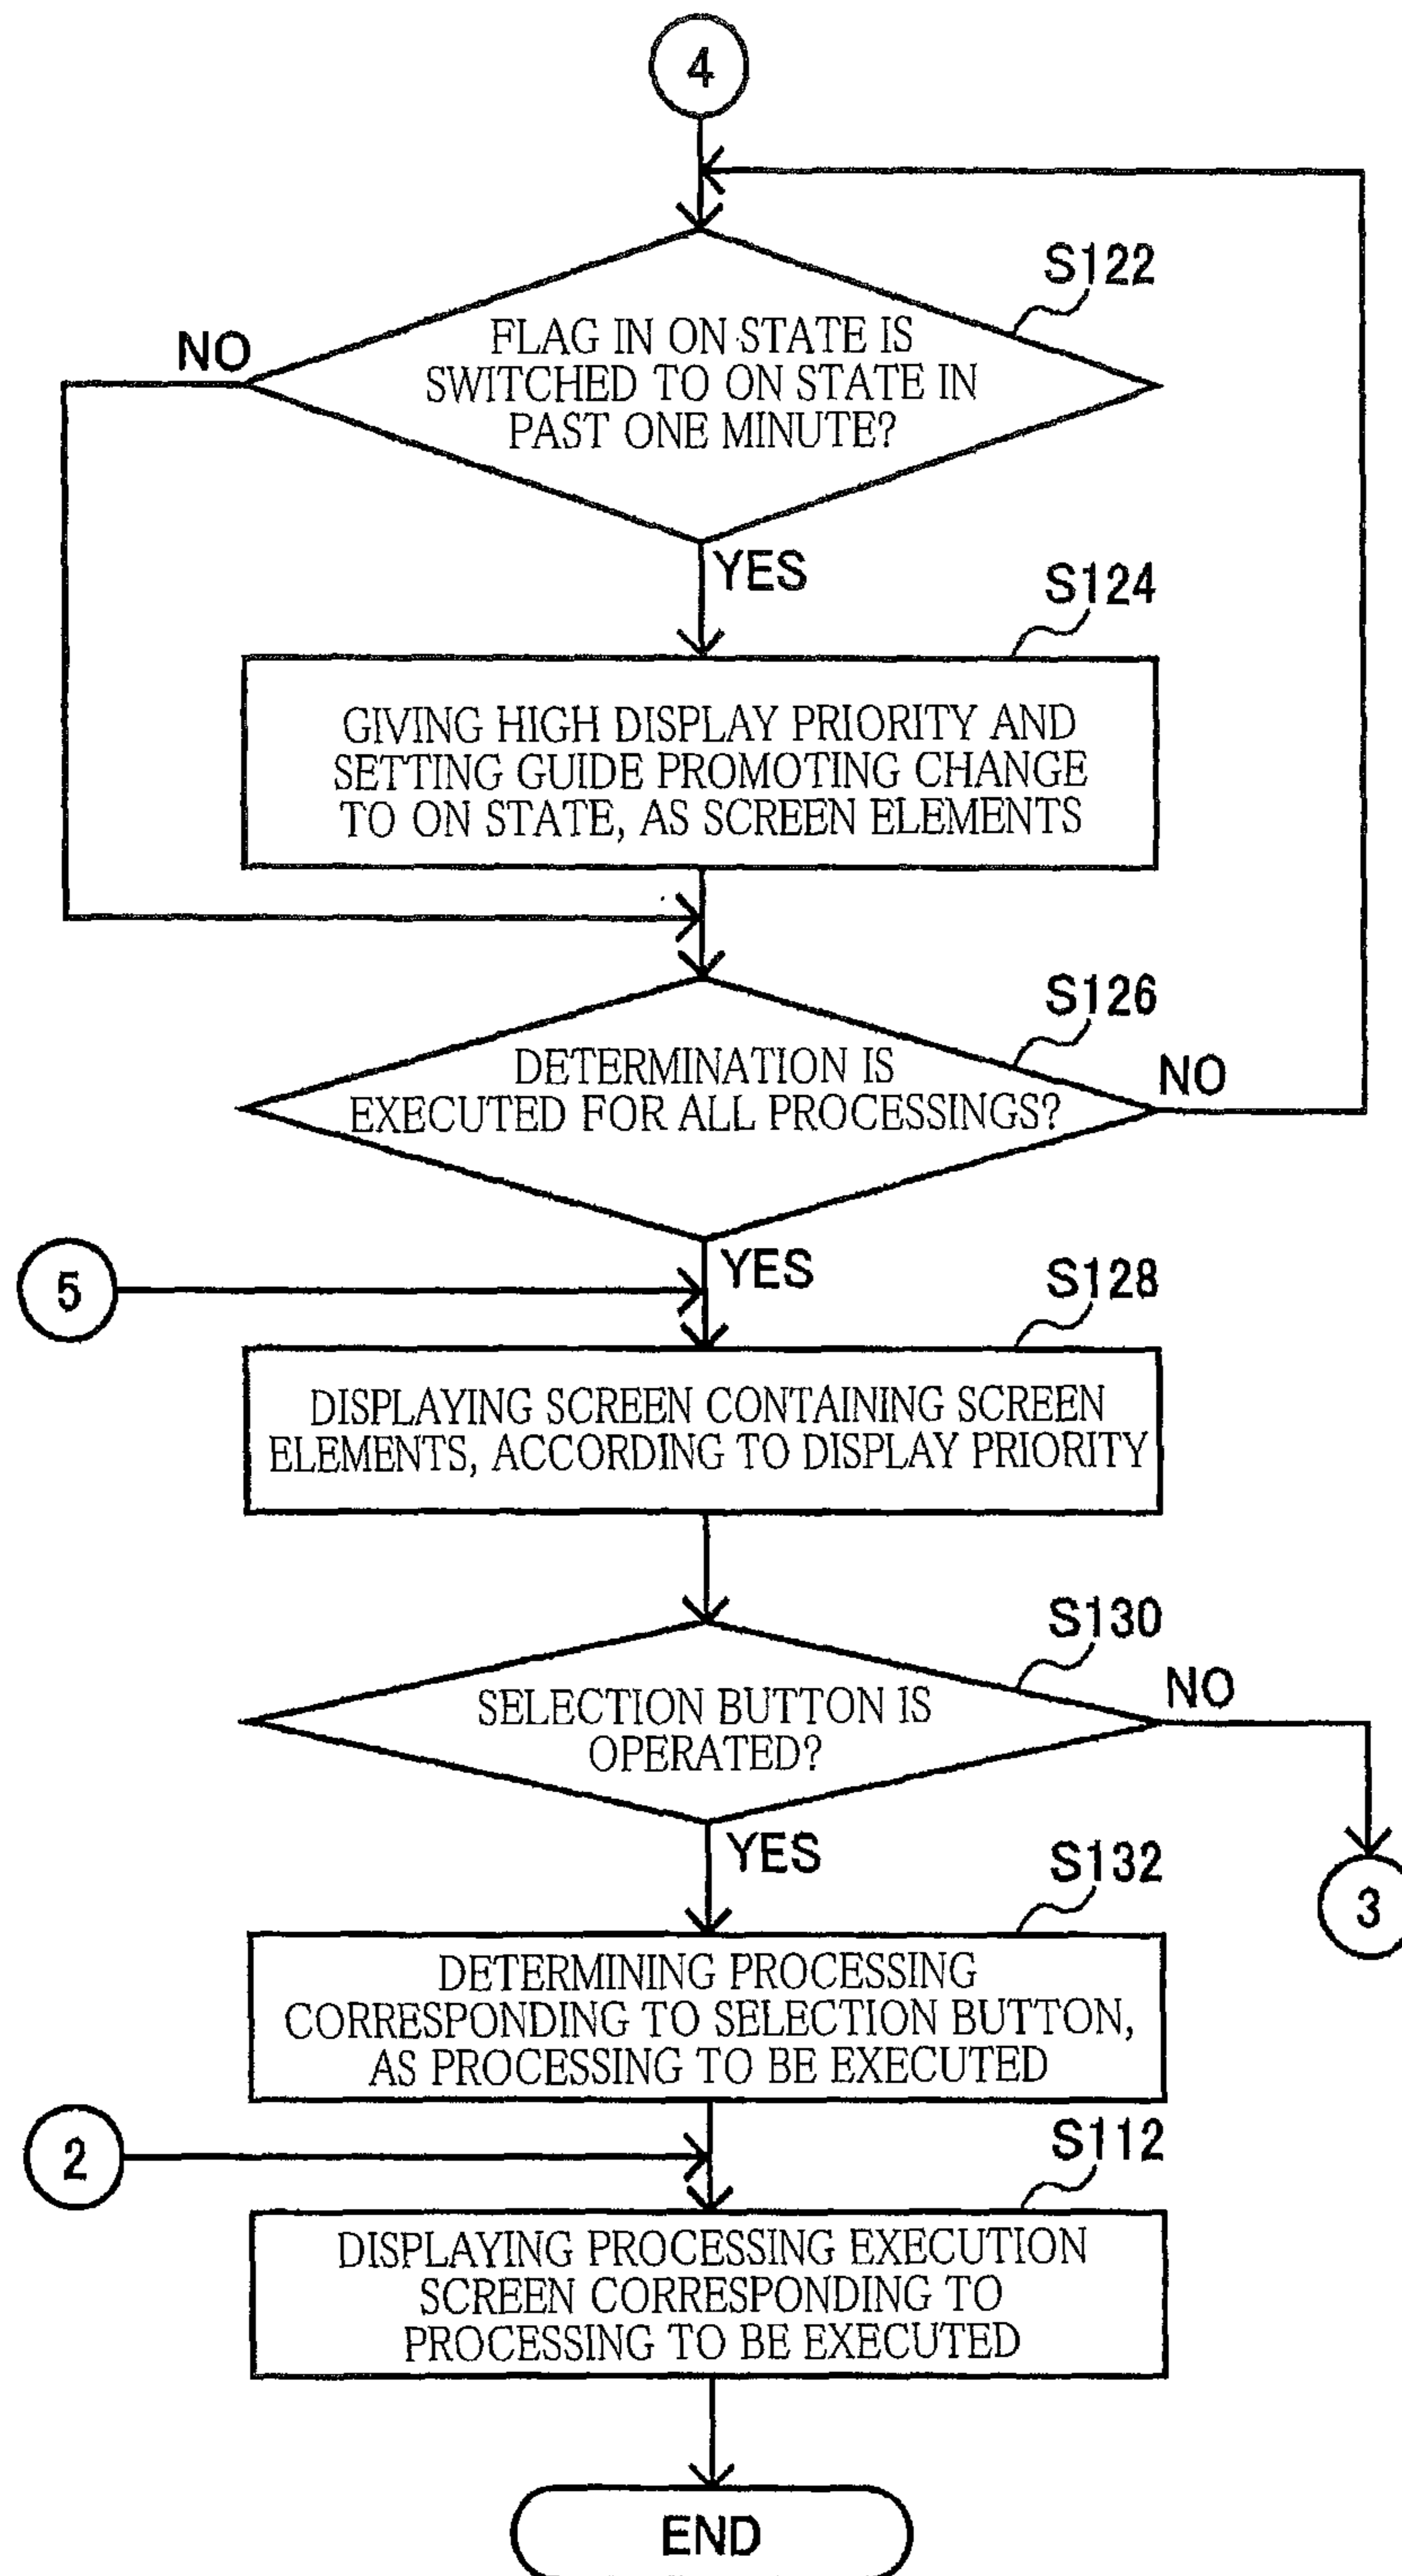 4
S122
NO
FLAG IN ON STATE IS
SWITCHED TO ON STATE IN
PAST ONE MINUTE?
YES
S124
GIVING HIGH DISPLAY PRIORITY AND
SETTING GUIDE PROMOTING CHANGE
TO ON STATE, AS SCREEN ELEMENTS
S126
DETERMINATION IS
EXECUTED FOR ALL PROCESSINGS?
NO
5
YES
S128
DISPLAYING SCREEN CONTAINING SCREEN
ELEMENTS, ACCORDING TO DISPLAY PRIORITY
S130
SELECTION BUTTON IS
OPERATED?
NO
YES
S132
3
DETERMINING PROCESSING
CORRESPONDING TO SELECTION BUTTON,
AS PROCESSING TO BE EXECUTED
2
S112
DISPLAYING PROCESSING EXECUTION
SCREEN CORRESPONDING TO
PROCESSING TO BE EXECUTED
END